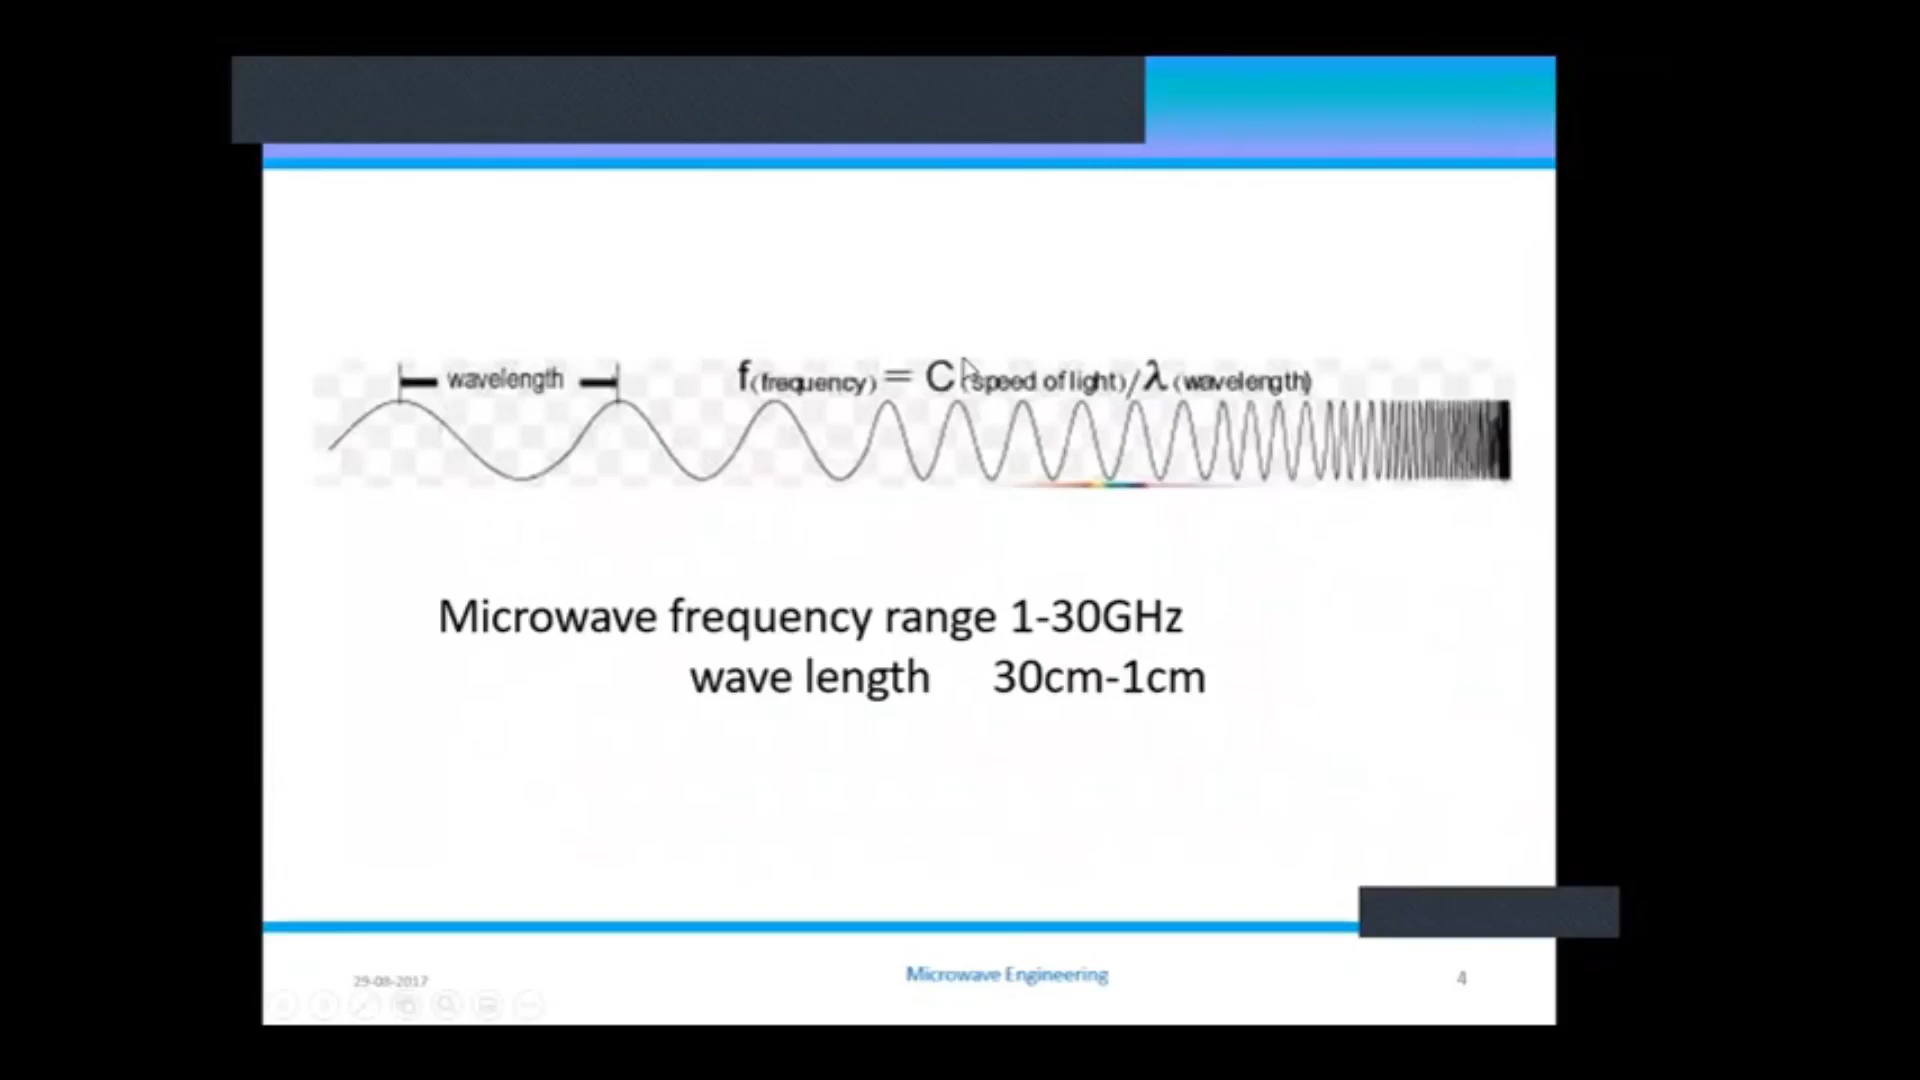 wavelength
f(frequency) = C(speed of light)/λ(wavelength)
Microwave frequency range 1-30GHz
wave length 30cm-1cm
29-08-2017
Microwave Engineering
4